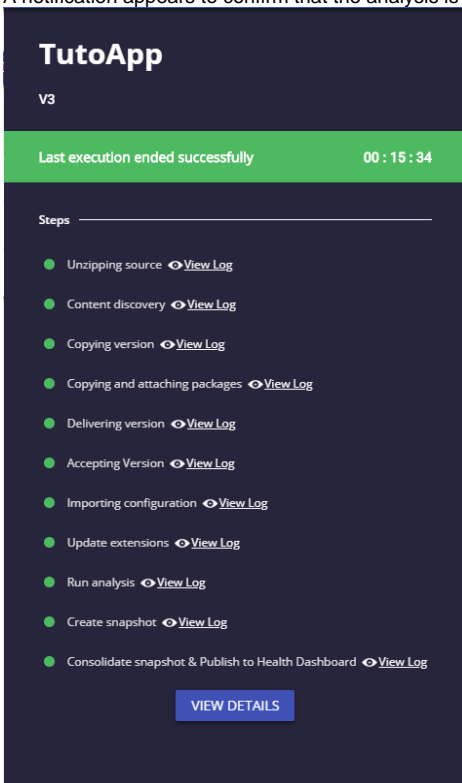 A notification appears to confirm that the analysis is
TutoApp
V3
Last execution ended successfully 00 : 15 : 34
Steps
Unzipping source View Log
Content discovery View Log
Copying version View Log
Copying and attaching packages View Log
Delivering version View Log
Accepting Version View Log
Importing configuration View Log
Update extensions View Log
Run analysis View Log
Create snapshot View Log
Consolidate snapshot & Publish to Health Dashboard View Log
VIEW DETAILS